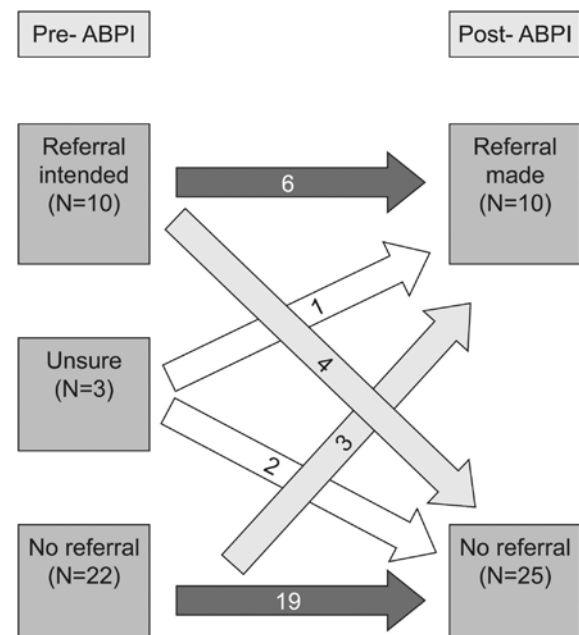 Pre- ABPI
Post- ABPI
Referral
intended
(N=10)
6
Referral
made
(N=10)
1
Unsure
(N=3)
4
3
2
No referral
(N=22)
19
No referral
(N=25)